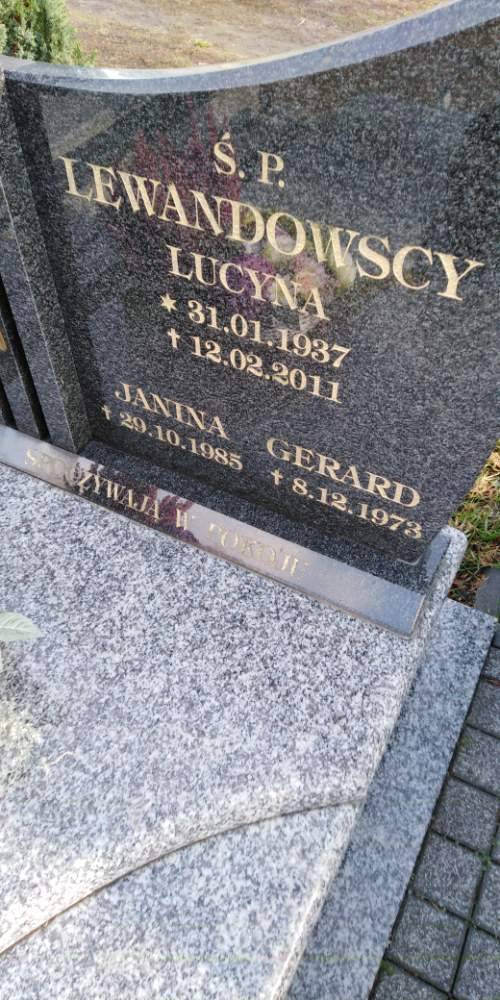 Ś. P.
LEWANDOWSCY
LUCYNA
* 31.01.1937
† 12.02.2011
JANINA
† 29.10.1985
GERARD
† 8.12.1973
SPOCZYWAJĄ W POKOJU